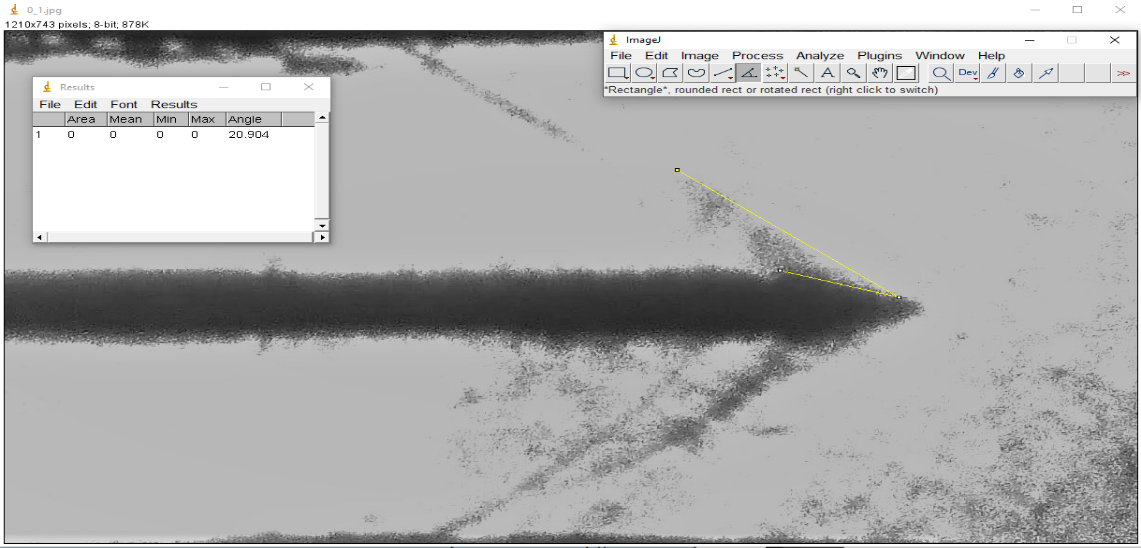 0_1.jpg
1210x743 pixels; 8-bit; 878K
ImageJ
File Edit Image Process Analyze Plugins Window Help
A Dev >>
*Rectangle*, rounded rect or rotated rect (right click to switch)
Results
File Edit Font Results
Area Mean Min Max Angle
1 0 0 0 0 20.904